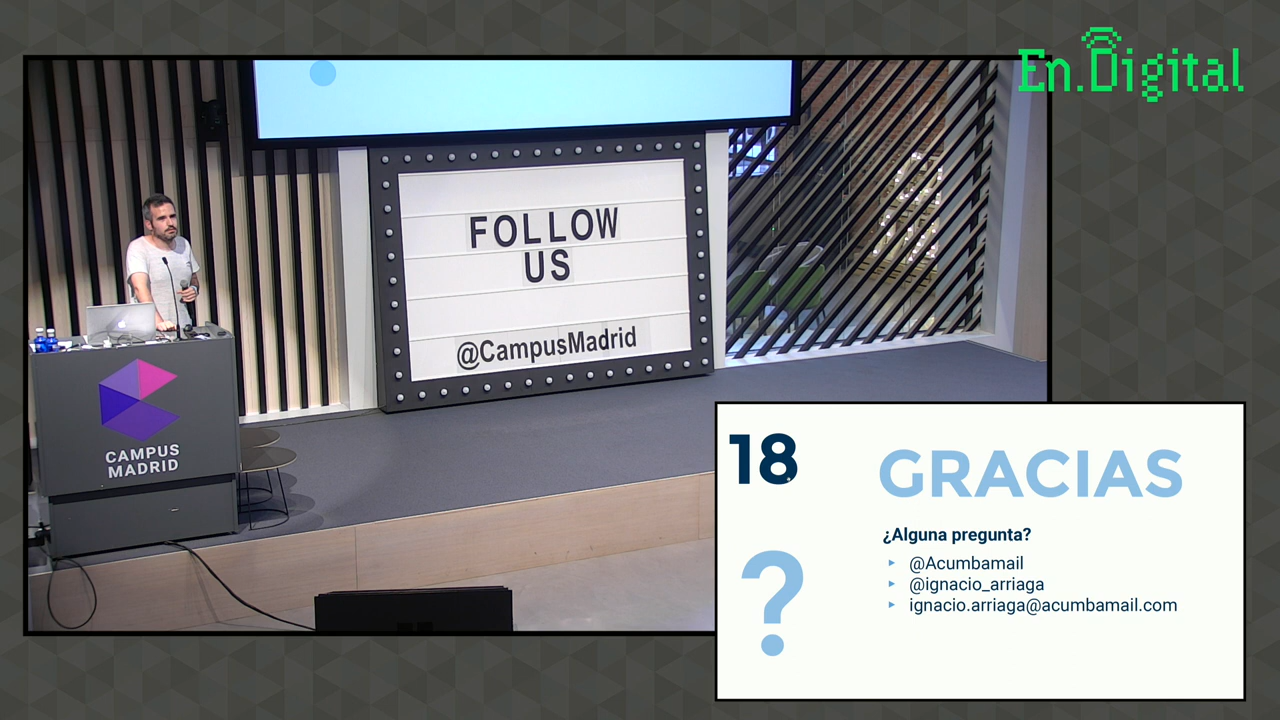 En.Digital
FOLLOW
US
@CampusMadrid
CAMPUS
MADRID
18
GRACIAS
¿Alguna pregunta?
@Acumbamail
@ignacio_arriaga
ignacio.arriaga@acumbamail.com
?